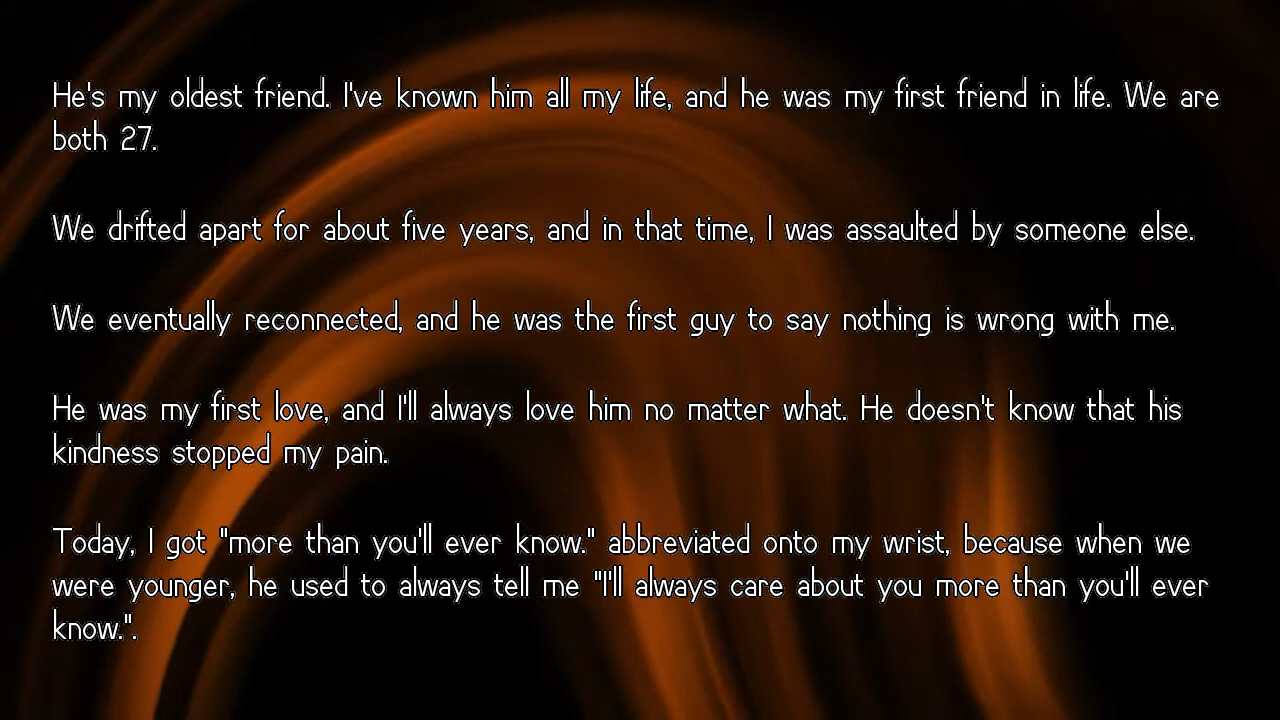 He's my oldest friend. I've known him all my life, and he was my first friend in life. We are
both 27.
We drifted apart for about five years, and in that time, I was assaulted by someone else.
We eventually reconnected, and he was the first guy to say nothing is wrong with me.
He was my first love, and I'll always love him no matter what. He doesn't know that his
kindness stopped my pain.
Today, I got "more than you'll ever know." abbreviated onto my wrist, because when we
were younger, he used to always tell me "I'll always care about you more than you'll ever
know.".